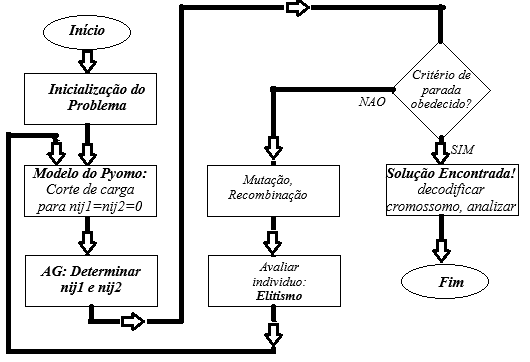 Início
Inicialização do
Problema
Modelo do Pyomo:
Corte de carga
para nij1=nij2=0
AG: Determinar
nij1 e nij2
Critério de
parada
obedecido?
NAO
SIM
Mutação,
Recombinação
Avaliar
individuo:
Elitismo
Solução Encontrada!
decodificar
cromossomo, analizar
Fim